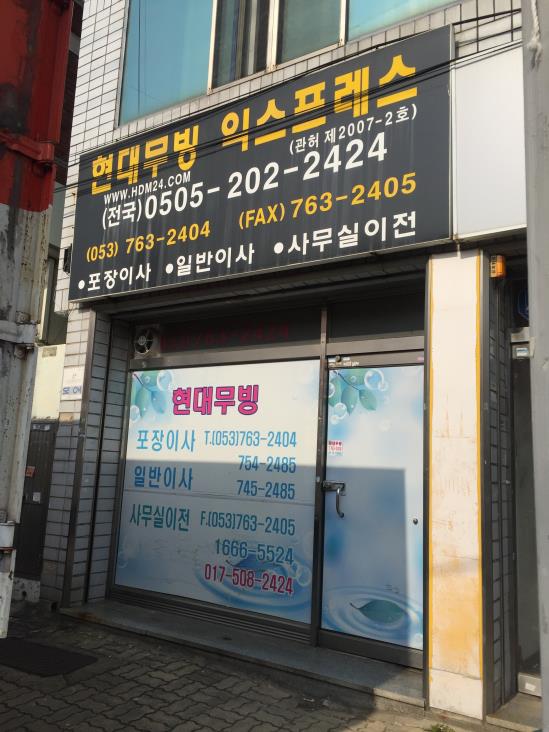 현대무빙 익스프레스
WWW.HDM24.COM
(관허 제2007-2호)
(전국)0505-202-2424
(053) 763-2404
(FAX) 763-2405
•포장이사 •일반이사 •사무실이전
763-2424
현대무빙
포장이사 T.(053)763-2404
754-2485
일반이사 745-2485
사무실이전 F.(053)763-2405
1666-5524
017-508-2424